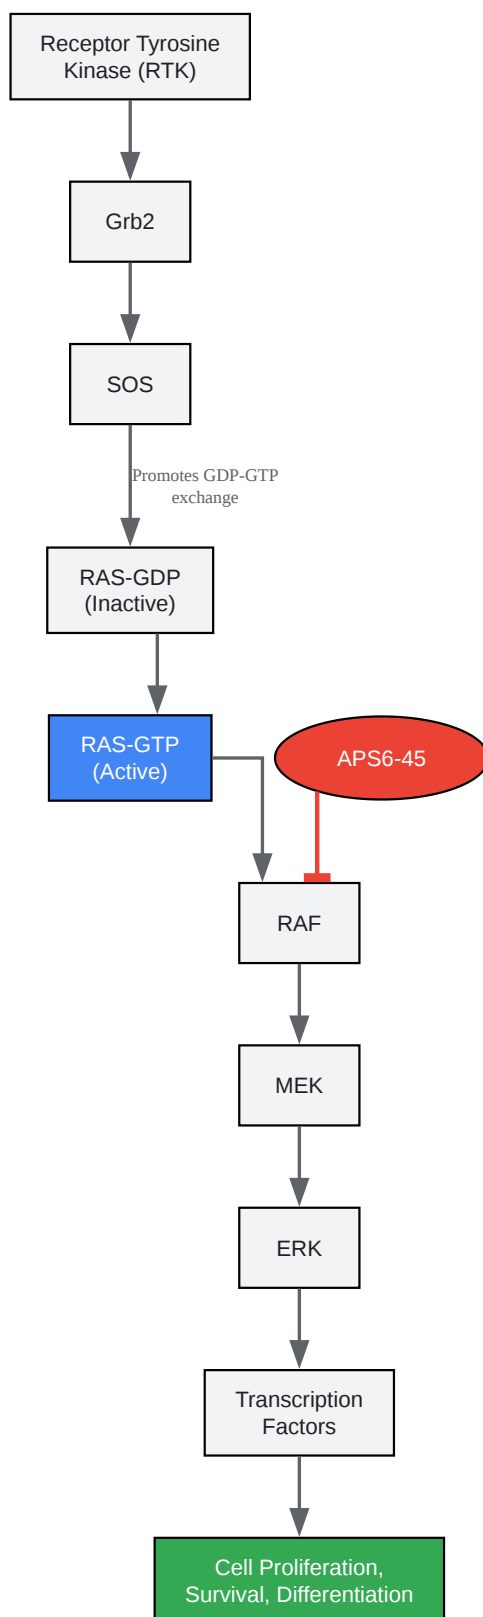 Receptor Tyrosine
Kinase (RTK)
Grb2
SOS
Promotes GDP-GTP
exchange
RAS-GDP
(Inactive)
RAS-GTP
(Active)
APS6-45
RAF
MEK
ERK
Transcription
Factors
Cell Proliferation,
Survival, Differentiation